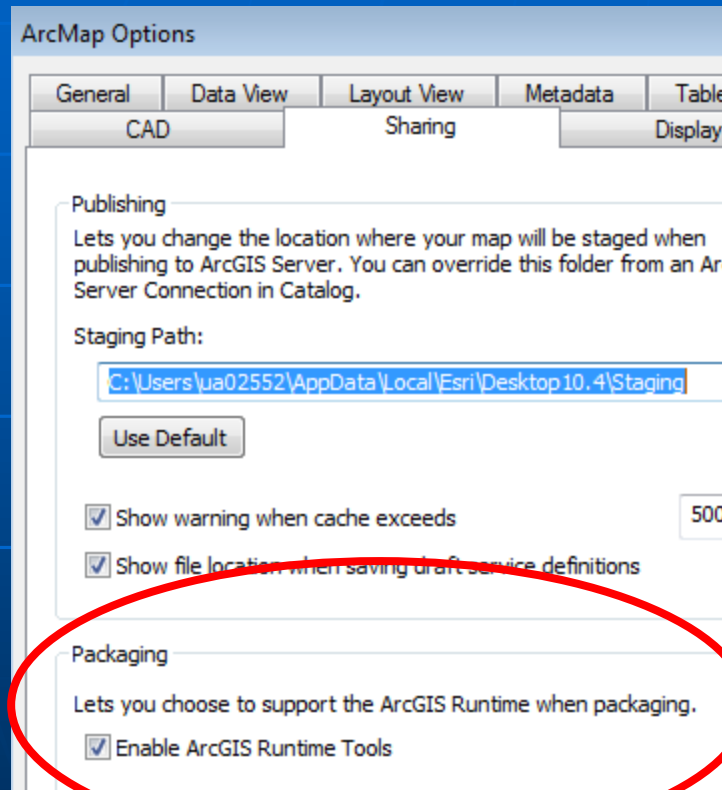 ArcMap Options
General Data View Layout View Metadata Table
CAD Sharing Display
Publishing
Lets you change the location where your map will be staged when
publishing to ArcGIS Server. You can override this folder from an Ar
Server Connection in Catalog.
Staging Path:
C:\Users\ua02552\AppData\Local\Esri\Desktop10.4\Staging
Use Default
Show warning when cache exceeds 500
Show file location when saving draft service definitions
Packaging
Lets you choose to support the ArcGIS Runtime when packaging.
Enable ArcGIS Runtime Tools